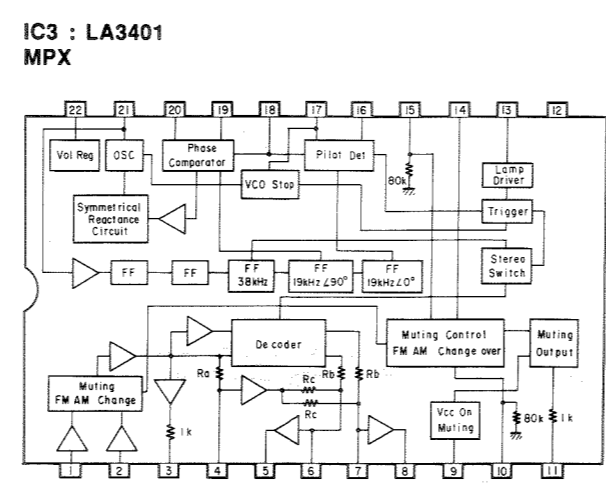 IC3 : LA3401
MPX
22 21 20 19 18 17 16 15 14 13 12
Vol Reg
OSC
Phase
Comparator
Pilot Det
VCO Stop
80k
Lamp
Driver
Trigger
Symmetrical
Reactance
Circuit
Stereo
Switch
FF
FF
FF
38kHz
FF
19kHz∠90°
FF
19kHz∠0°
Decoder
Muting Control
FM AM Change over
Muting
Output
Ra
Rb
Rb
Rc
Rc
Muting
FM AM Change
1k
Vcc On
Muting
80k
1k
1 2 3 4 5 6 7 8 9 10 11